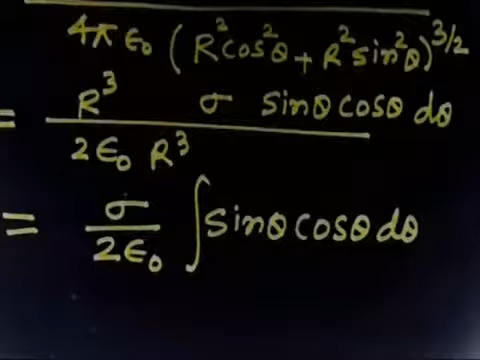 4π ε₀ (R²cos²θ + R²sin²θ)^3/2
= R³ σ sinθ cosθ dθ
2ε₀ R³
= σ/2ε₀ ∫ sinθ cosθ dθ